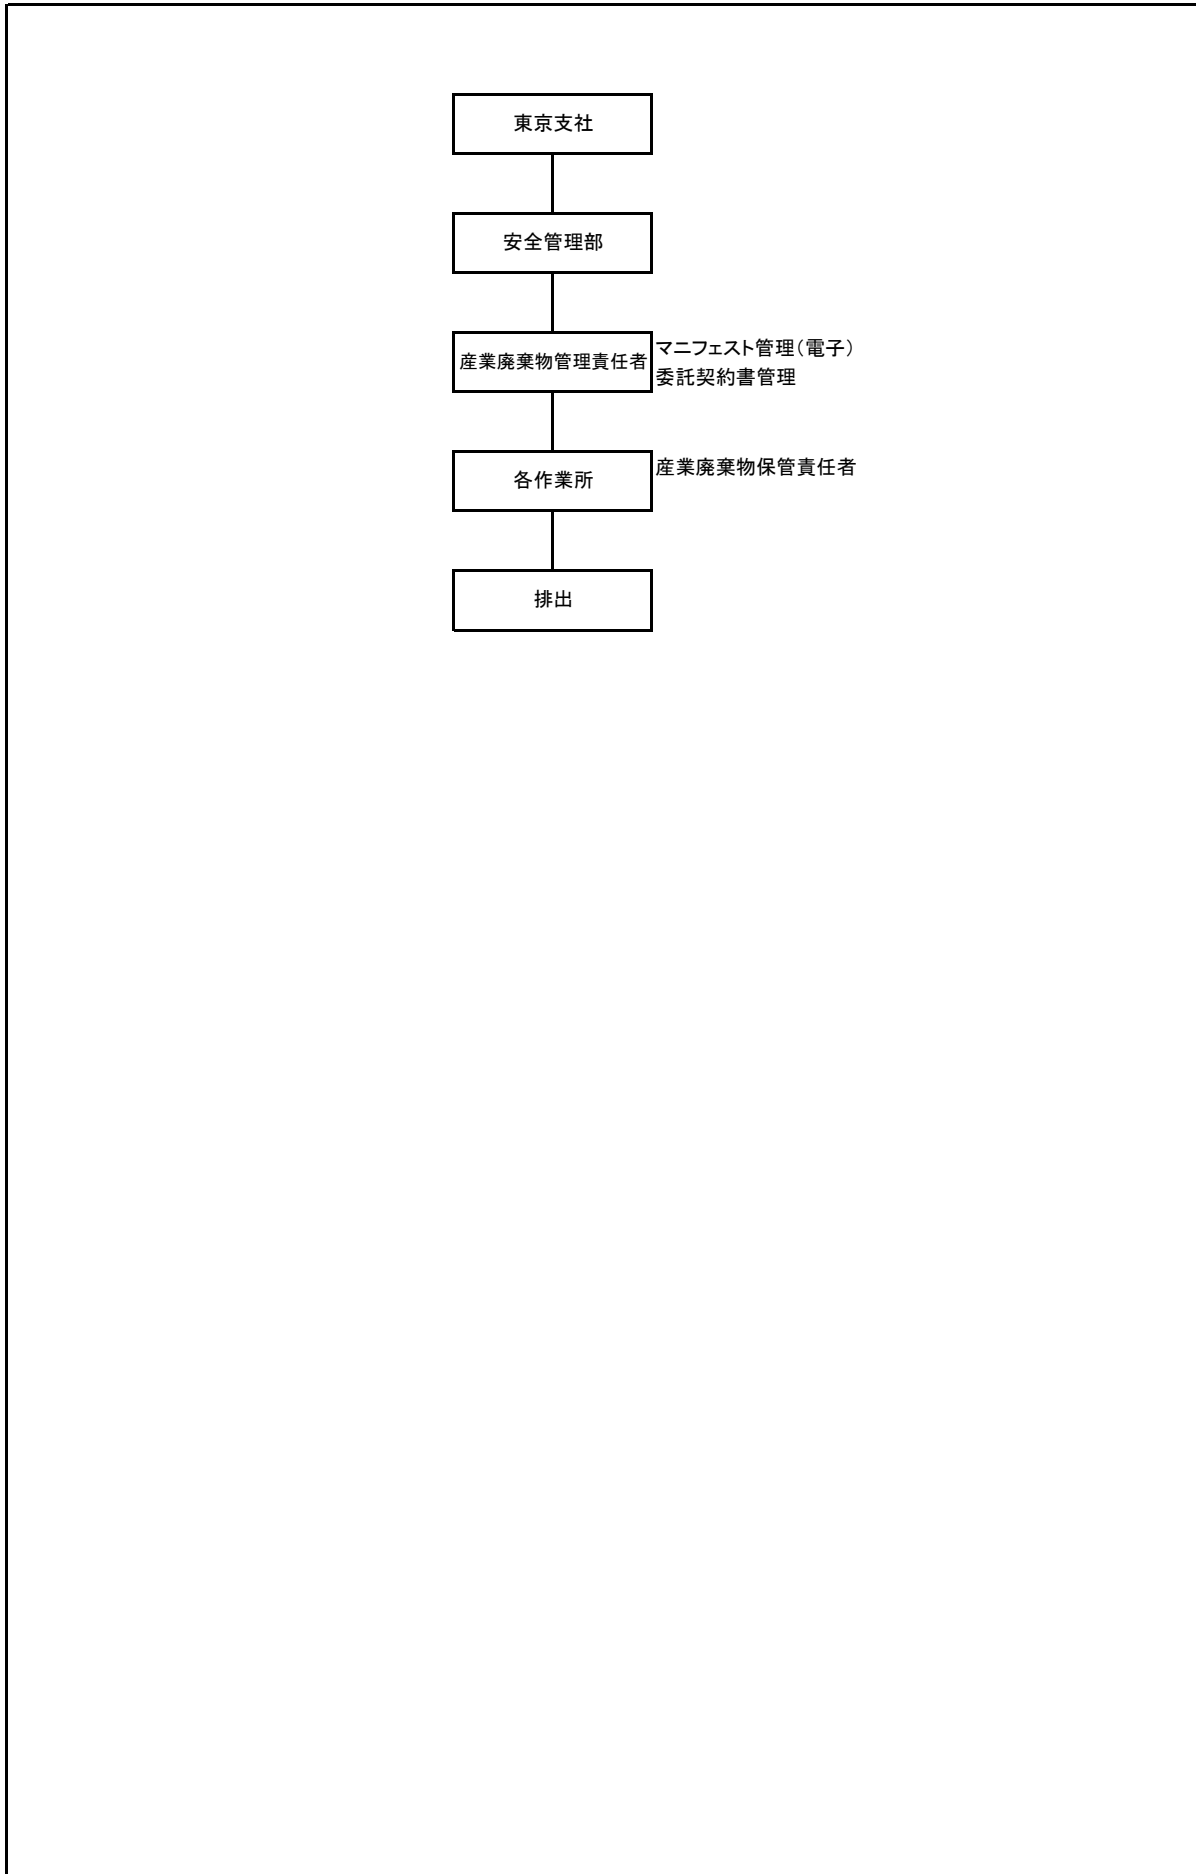 東京支社
安全管理部
産業廃棄物管理責任者
マニフェスト管理（電子）
委託契約書管理
各作業所
産業廃棄物保管責任者
排出